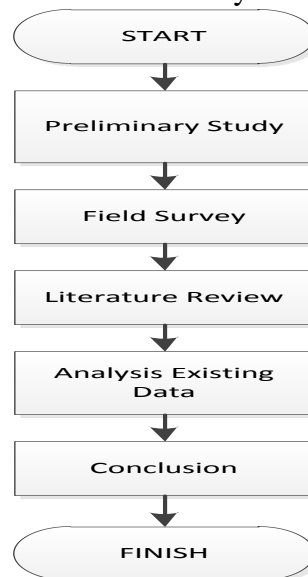 START
Preliminary Study
Field Survey
Literature Review
Analysis Existing
Data
Conclusion
FINISH